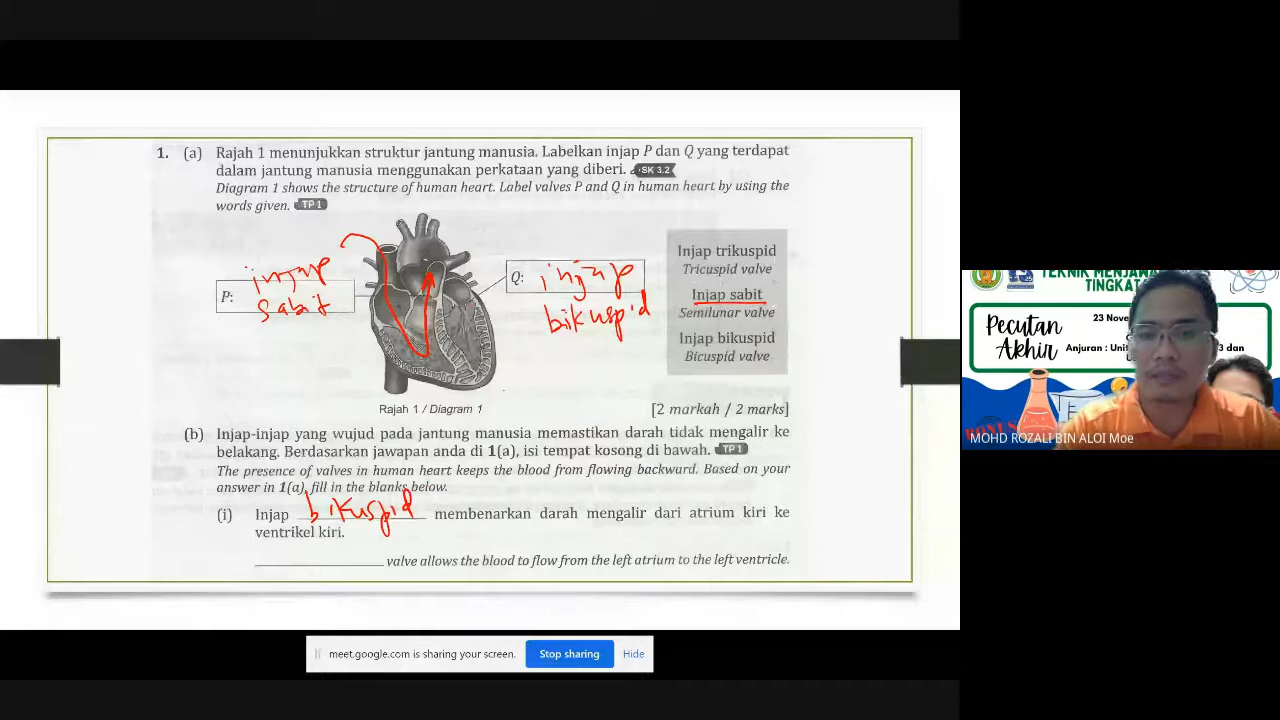 1. (a) Rajah 1 menunjukkan struktur jantung manusia. Labelkan injap P dan Q yang terdapat
dalam jantung manusia menggunakan perkataan yang diberi. SK 3.2
Diagram 1 shows the structure of human heart. Label valves P and Q in human heart by using the
words given. TP 1
P: injap
sabit
Q: injap
bikuspid
Injap trikuspid
Tricuspid valve
Injap sabit
Semilunar valve
Injap bikuspid
Bicuspid valve
Rajah 1 / Diagram 1
[2 markah / 2 marks]
(b) Injap-injap yang wujud pada jantung manusia memastikan darah tidak mengalir ke
belakang. Berdasarkan jawapan anda di 1(a), isi tempat kosong di bawah. TP 1
The presence of valves in human heart keeps the blood from flowing backward. Based on your
answer in 1(a), fill in the blanks below.
(i) Injap bikuspid membenarkan darah mengalir dari atrium kiri ke
ventrikel kiri.
valve allows the blood to flow from the left atrium to the left ventricle.
meet.google.com is sharing your screen. Stop sharing Hide
TEKNIK MENJAWAB
TINGKATAN
Pecutan
Akhir
23 Nove
Anjuran : Unit
3 dan
BONUS
MOHD ROZALI BIN ALOI Moe